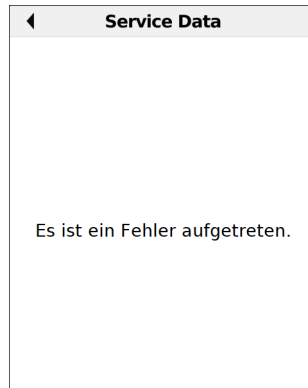 Service Data
Es ist ein Fehler aufgetreten.